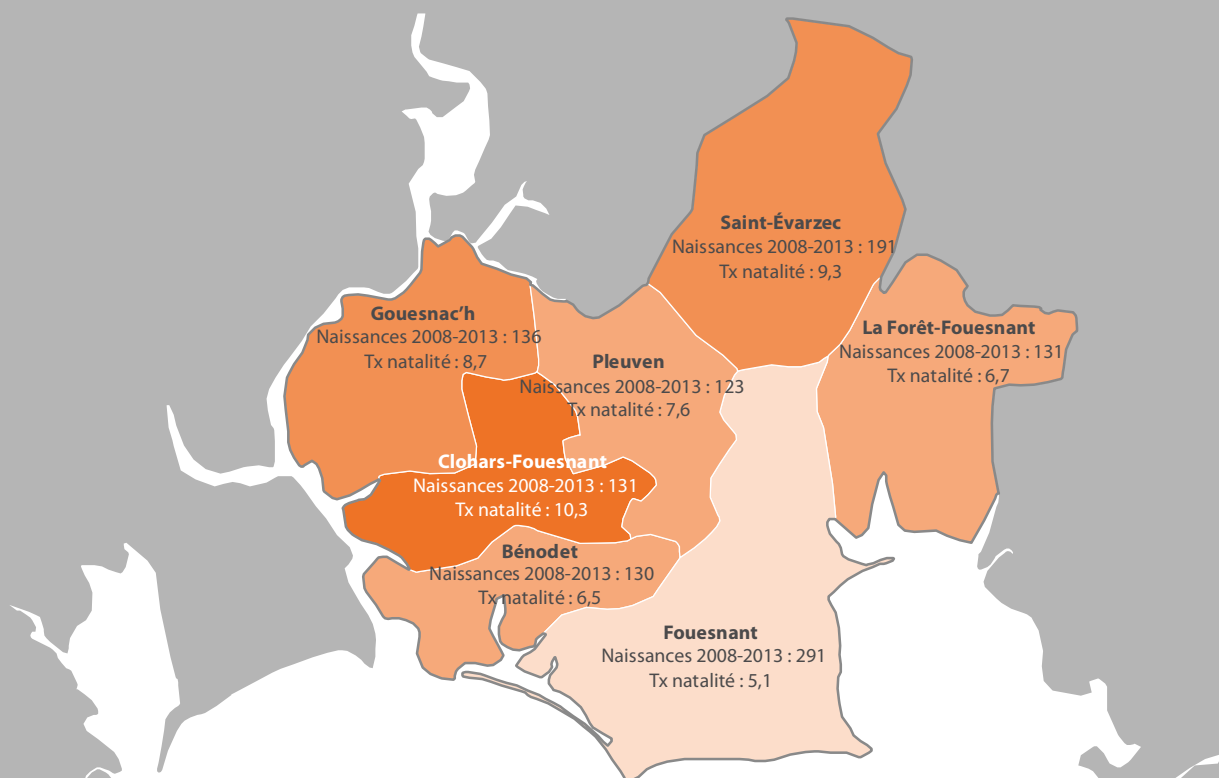 Saint-Évarzec
Naissances 2008-2013 : 191
Tx natalité : 9,3
Gouesnac’h
Naissances 2008-2013 : 136
Tx natalité : 8,7
La Forêt-Fouesnant
Naissances 2008-2013 : 131
Tx natalité : 6,7
Pleuven
Naissances 2008-2013 : 123
Tx natalité : 7,6
Clohars-Fouesnant
Naissances 2008-2013 : 131
Tx natalité : 10,3
Bénodet
Naissances 2008-2013 : 130
Tx natalité : 6,5
Fouesnant
Naissances 2008-2013 : 291
Tx natalité : 5,1